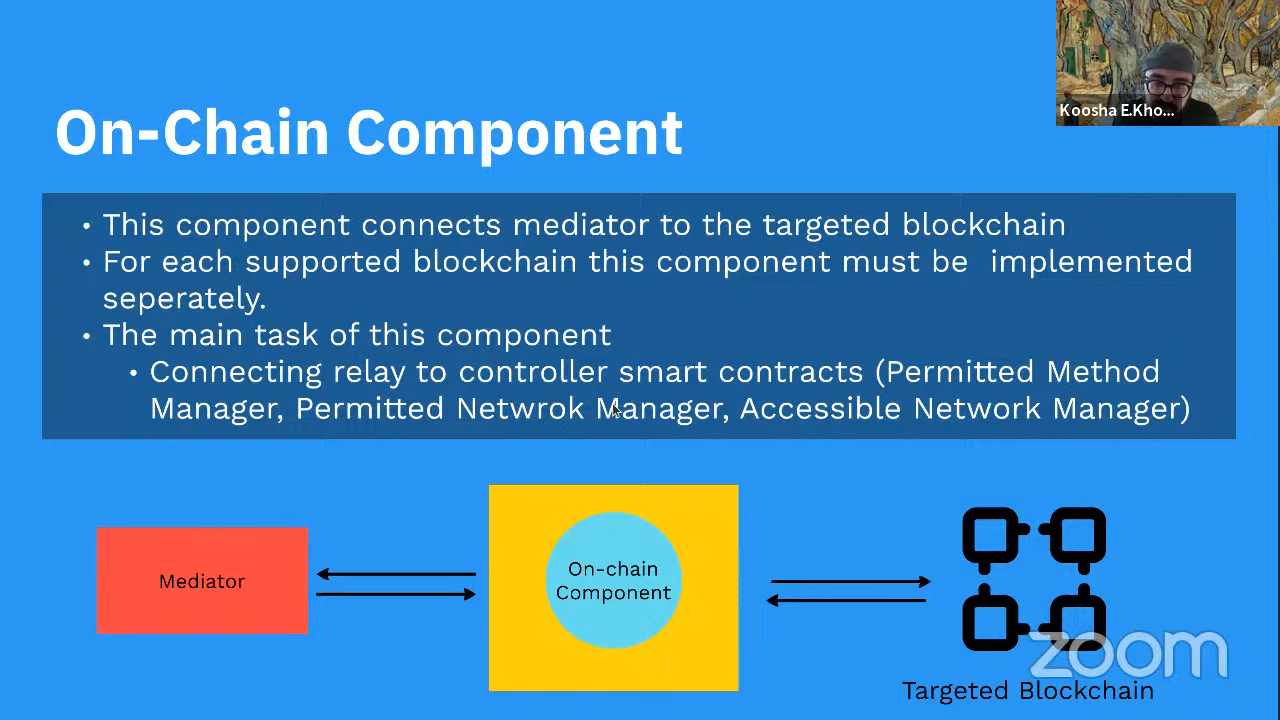 Koosha E.Kho...
On-Chain Component
• This component connects mediator to the targeted blockchain
• For each supported blockchain this component must be  implemented
seperately.
• The main task of this component
• Connecting relay to controller smart contracts (Permitted Method
Manager, Permitted Netwrok Manager, Accessible Network Manager)
Mediator
On-chain
Component
zoom
Targeted Blockchain